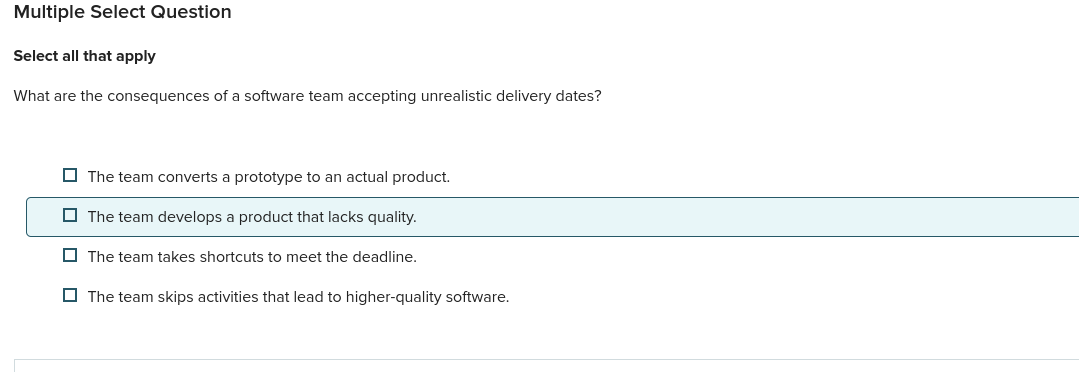 Multiple Select Question
Select all that apply
What are the consequences of a software team accepting unrealistic delivery dates?
The team converts a prototype to an actual product.
The team develops a product that lacks quality.
The team takes shortcuts to meet the deadline.
The team skips activities that lead to higher-quality software.